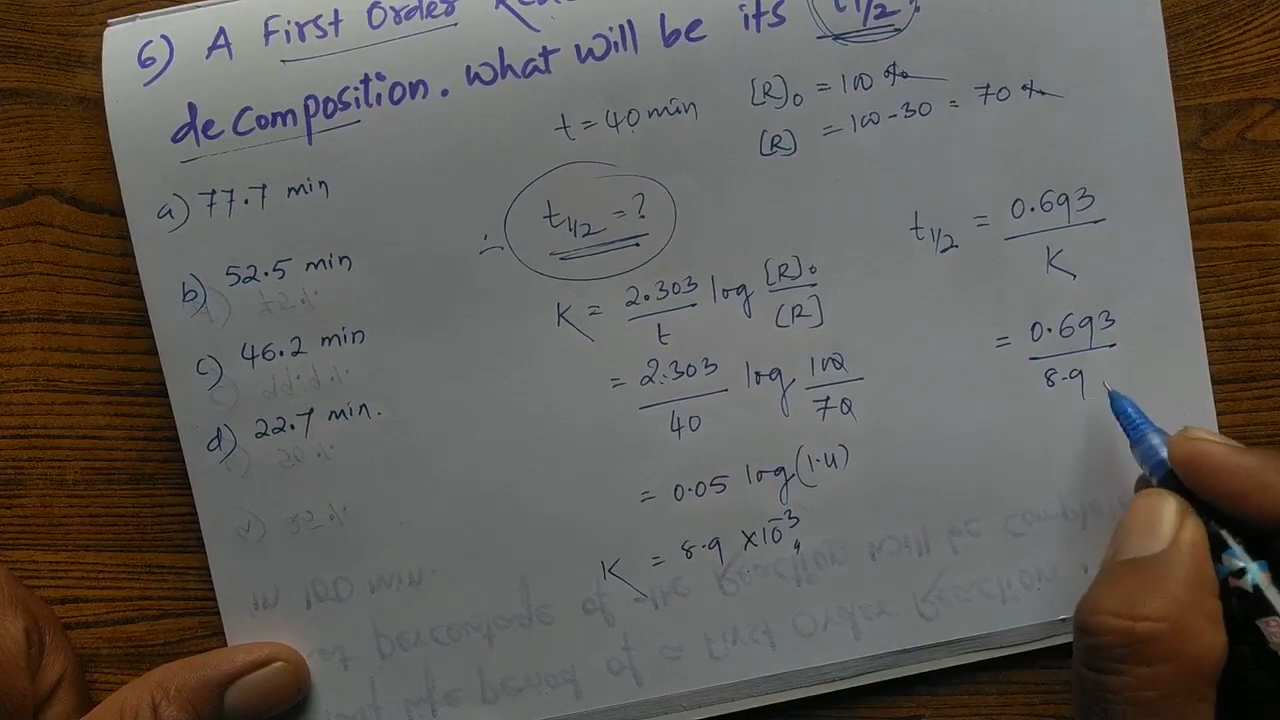 6) A First Order
decomposition. what will be its t1/2?
t = 40 min
[R]₀ = 100 %
[R] = 100 - 30 = 70 %
a) 77.7 min
b) 52.5 min
c) 46.2 min
d) 22.7 min.
∴ t1/2 = ?
K = 2.303/t log [R]₀/[R]
= 2.303/40 log 100/70
= 0.05 log(1.4)
K = 8.9 × 10⁻³
t1/2 = 0.693/K
= 0.693/8.9